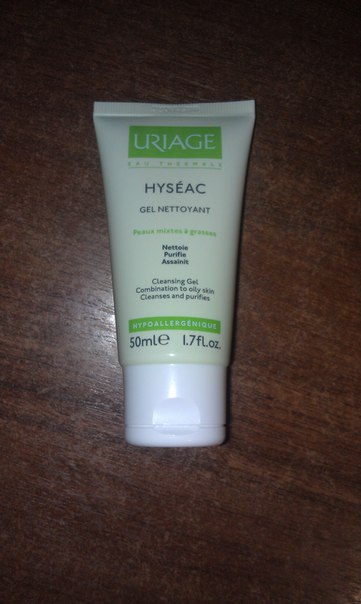 URIAGE
EAU THERMALE
HYSÉAC
GEL NETTOYANT
Peaux mixtes à grasses
Nettoie
Purifie
Assainit
Cleansing Gel
Combination to oily skin
Cleanses and purifies
HYPOALLERGÉNIQUE
50ml℮ 1.7fl.oz.